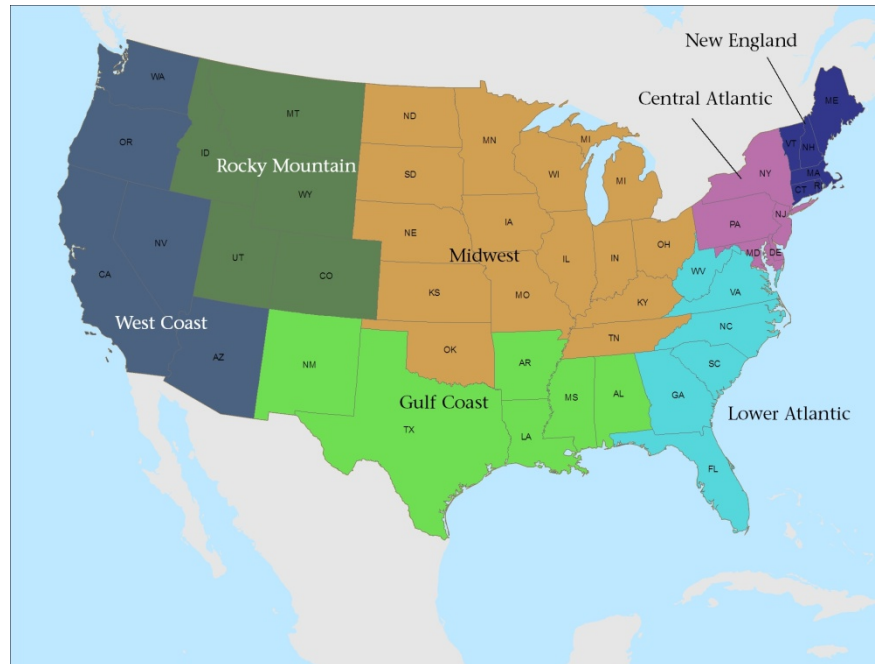 New England
Central Atlantic
WA
MT
ND
MN
MI
ME
VT
NH
OR
ID
SD
WI
MI
NY
MA
CT
RI
Rocky Mountain
WY
IA
PA
NJ
NE
OH
MD
DE
NV
UT
CO
Midwest
IL
IN
WV
CA
KS
MO
KY
VA
West Coast
AZ
NM
OK
TN
NC
AR
SC
Gulf Coast
MS
AL
GA
Lower Atlantic
TX
LA
FL